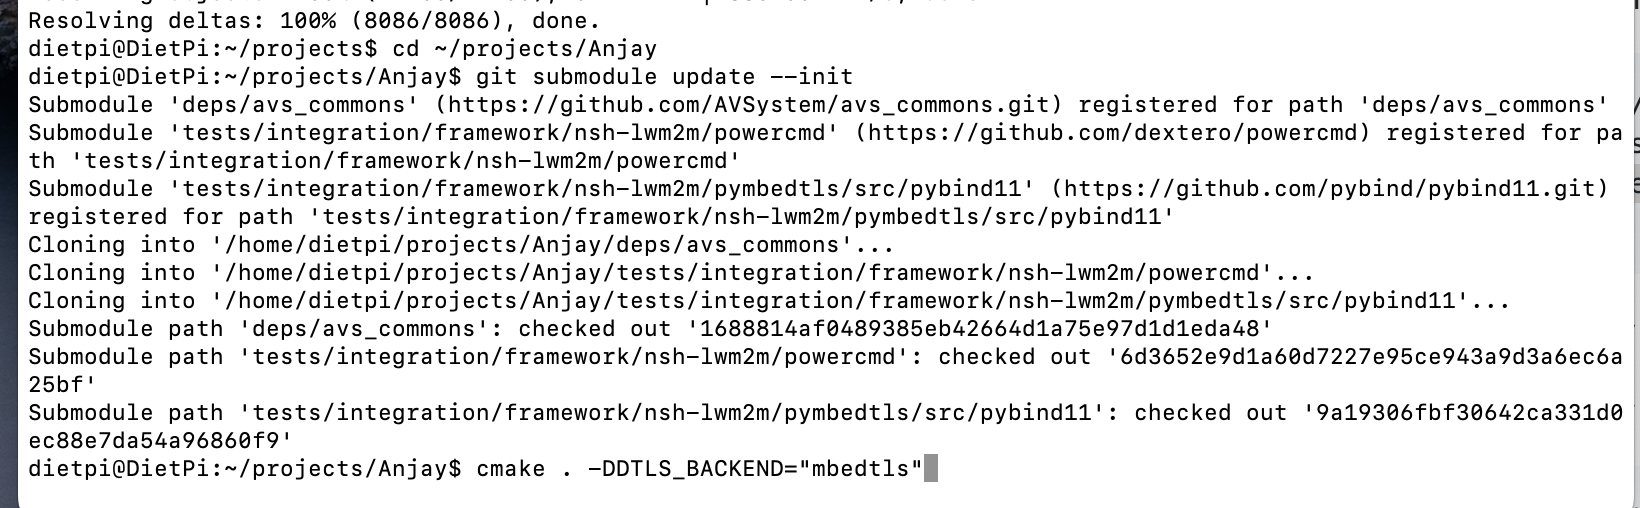 Resolving deltas: 100% (8086/8086), done.
dietpi@DietPi:~/projects$ cd ~/projects/Anjay
dietpi@DietPi:~/projects/Anjay$ git submodule update --init
Submodule 'deps/avs_commons' (https://github.com/AVSystem/avs_commons.git) registered for path 'deps/avs_commons'
Submodule 'tests/integration/framework/nsh-lwm2m/powercmd' (https://github.com/dextero/powercmd) registered for pa
th 'tests/integration/framework/nsh-lwm2m/powercmd'
Submodule 'tests/integration/framework/nsh-lwm2m/pymbedtls/src/pybind11' (https://github.com/pybind/pybind11.git)
registered for path 'tests/integration/framework/nsh-lwm2m/pymbedtls/src/pybind11'
Cloning into '/home/dietpi/projects/Anjay/deps/avs_commons'...
Cloning into '/home/dietpi/projects/Anjay/tests/integration/framework/nsh-lwm2m/powercmd'...
Cloning into '/home/dietpi/projects/Anjay/tests/integration/framework/nsh-lwm2m/pymbedtls/src/pybind11'...
Submodule path 'deps/avs_commons': checked out '1688814af0489385eb42664d1a75e97d1d1eda48'
Submodule path 'tests/integration/framework/nsh-lwm2m/powercmd': checked out '6d3652e9d1a60d7227e95ce943a9d3a6ec6a
25bf'
Submodule path 'tests/integration/framework/nsh-lwm2m/pymbedtls/src/pybind11': checked out '9a19306fbf30642ca331d0
ec88e7da54a96860f9'
dietpi@DietPi:~/projects/Anjay$ cmake . -DDTLS_BACKEND="mbedtls"